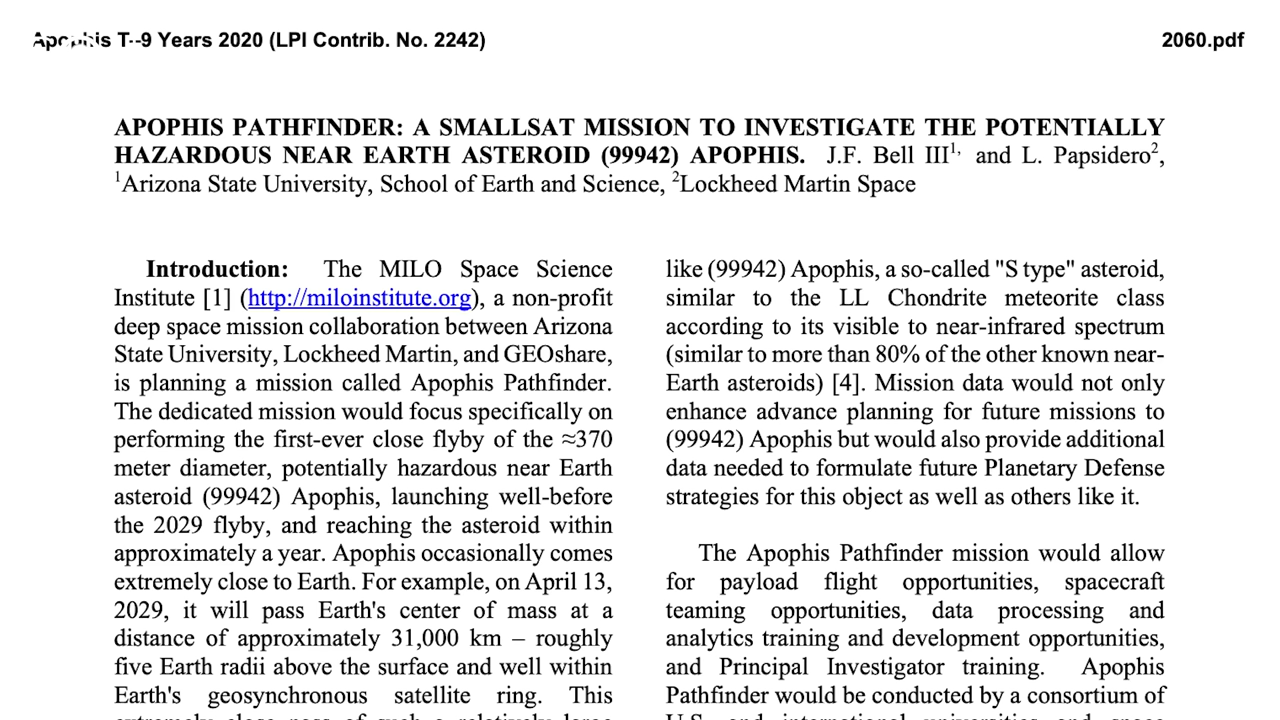 Apophis T–9 Years 2020 (LPI Contrib. No. 2242)
2060.pdf
APOPHIS PATHFINDER: A SMALLSAT MISSION TO INVESTIGATE THE POTENTIALLY
HAZARDOUS NEAR EARTH ASTEROID (99942) APOPHIS. J.F. Bell III1, and L. Papsidero2,
1Arizona State University, School of Earth and Science, 2Lockheed Martin Space
Introduction: The MILO Space Science
Institute [1] (http://miloinstitute.org), a non-profit
deep space mission collaboration between Arizona
State University, Lockheed Martin, and GEOshare,
is planning a mission called Apophis Pathfinder.
The dedicated mission would focus specifically on
performing the first-ever close flyby of the ≈370
meter diameter, potentially hazardous near Earth
asteroid (99942) Apophis, launching well-before
the 2029 flyby, and reaching the asteroid within
approximately a year. Apophis occasionally comes
extremely close to Earth. For example, on April 13,
2029, it will pass Earth's center of mass at a
distance of approximately 31,000 km – roughly
five Earth radii above the surface and well within
Earth's geosynchronous satellite ring. This
extremely close pass of such a relatively large
like (99942) Apophis, a so-called "S type" asteroid,
similar to the LL Chondrite meteorite class
according to its visible to near-infrared spectrum
(similar to more than 80% of the other known near-
Earth asteroids) [4]. Mission data would not only
enhance advance planning for future missions to
(99942) Apophis but would also provide additional
data needed to formulate future Planetary Defense
strategies for this object as well as others like it.
The Apophis Pathfinder mission would allow
for payload flight opportunities, spacecraft
teaming opportunities, data processing and
analytics training and development opportunities,
and Principal Investigator training. Apophis
Pathfinder would be conducted by a consortium of
U.S. and international universities and space